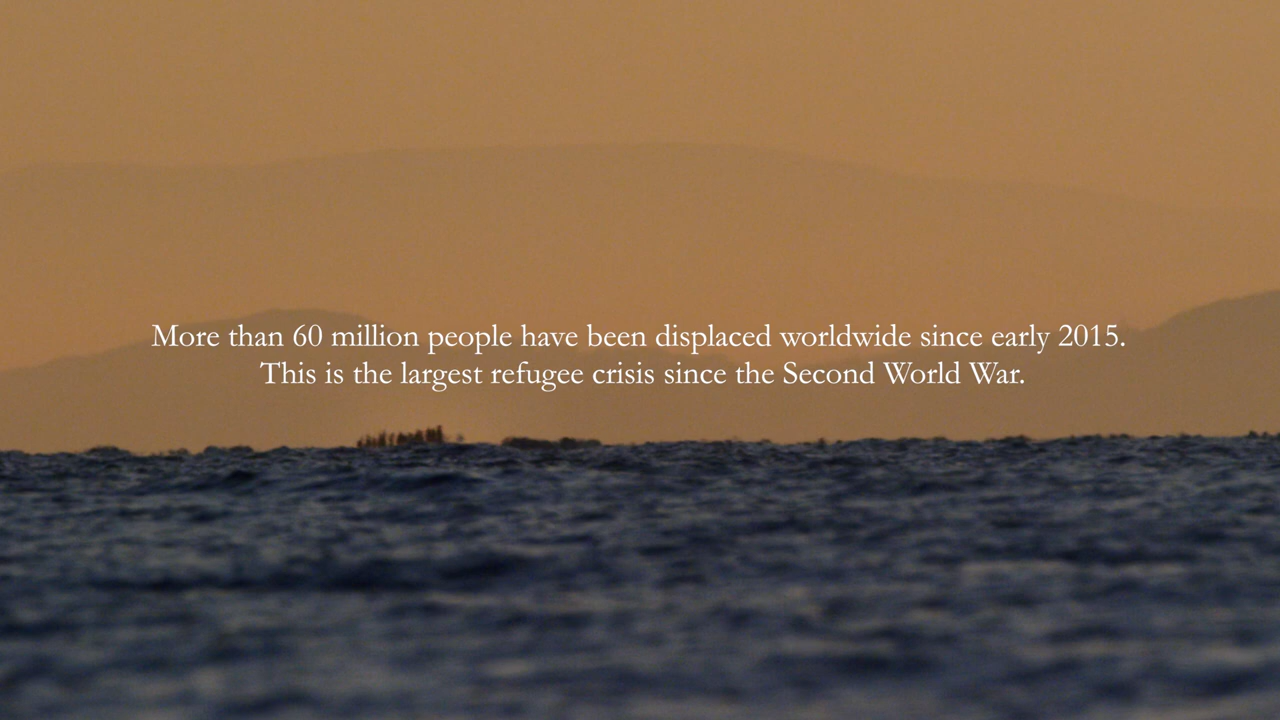 More than 60 million people have been displaced worldwide since early 2015.
This is the largest refugee crisis since the Second World War.